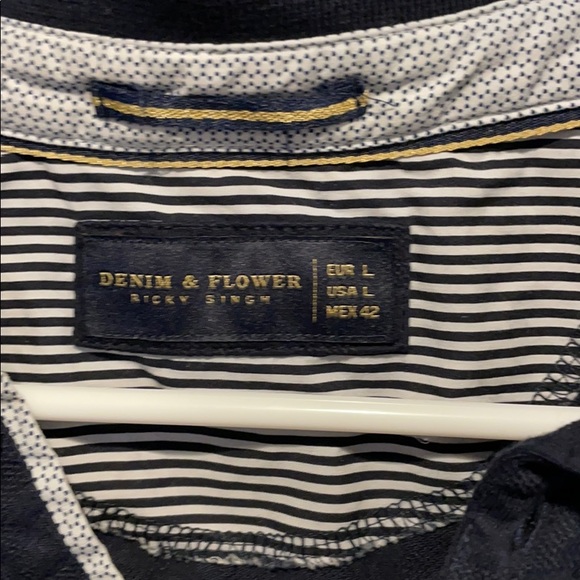 DENIM & FLOWER
RICKY SINGH
EUR L
USA L
MEX 42